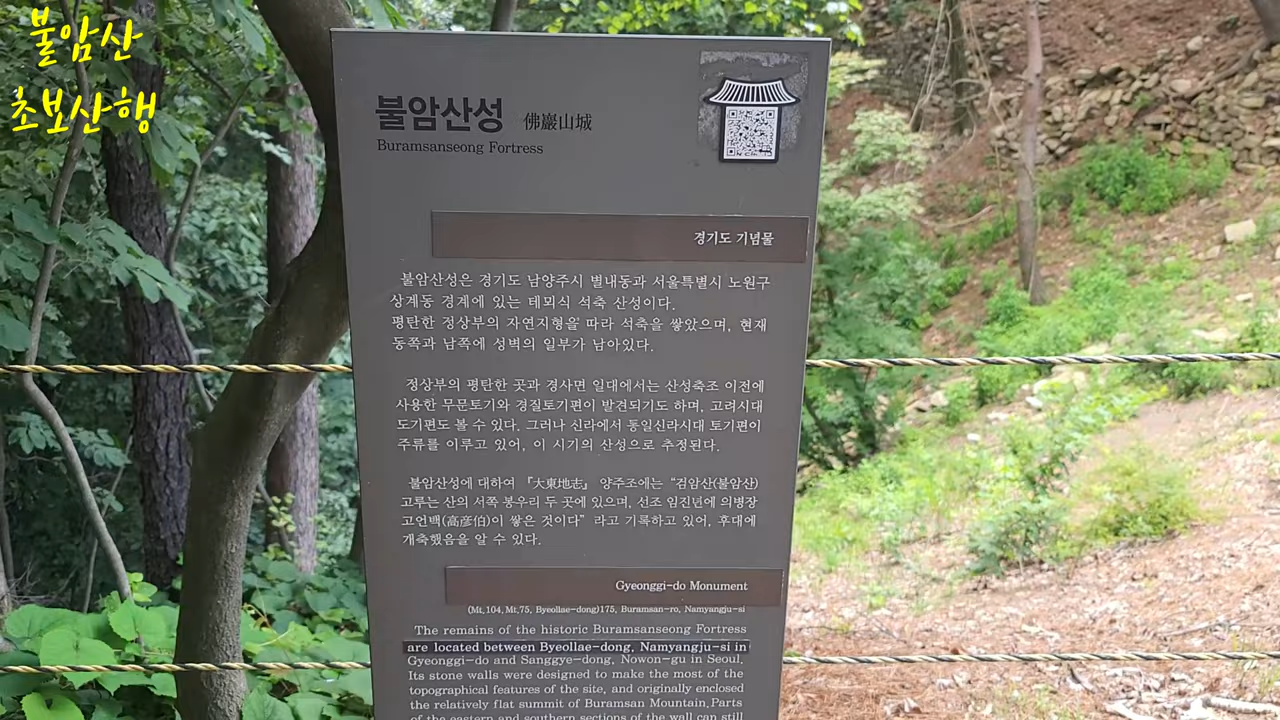 불암산
초보산행
불암산성 佛巖山城
Buramsanseong Fortress
경기도 기념물
불암산성은 경기도 남양주시 별내동과 서울특별시 노원구
상계동 경계에 있는 테뫼식 석축 산성이다.
평탄한 정상부의 자연지형을 따라 석축을 쌓았으며, 현재
동쪽과 남쪽에 성벽의 일부가 남아있다.
정상부의 평탄한 곳과 경사면 일대에서는 산성축조 이전에
사용한 무문토기와 경질토기편이 발견되기도 하며, 고려시대
도기편도 볼 수 있다. 그러나 신라에서 통일신라시대 토기편이
주류를 이루고 있어, 이 시기의 산성으로 추정된다.
불암산성에 대하여 『大東地志』 양주조에는 "검암산(불암산)
고루는 산의 서쪽 봉우리 두 곳에 있으며, 선조 임진년에 의병장
고언백(高彦伯)이 쌓은 것이다" 라고 기록하고 있어, 후대에
개축했음을 알 수 있다.
Gyeonggi-do Monument
(Mt.104,Mt.75, Byeollae-dong)175, Buramsan-ro, Namyangju-si
The remains of the historic Buramsanseong Fortress
are located between Byeollae-dong, Namyangju-si in
Gyeonggi-do and Sanggye-dong, Nowon-gu in Seoul.
Its stone walls were designed to make the most of the
topographical features of the site, and originally enclosed
the relatively flat summit of Buramsan Mountain.Parts
of the eastern and southern sections of the wall can still